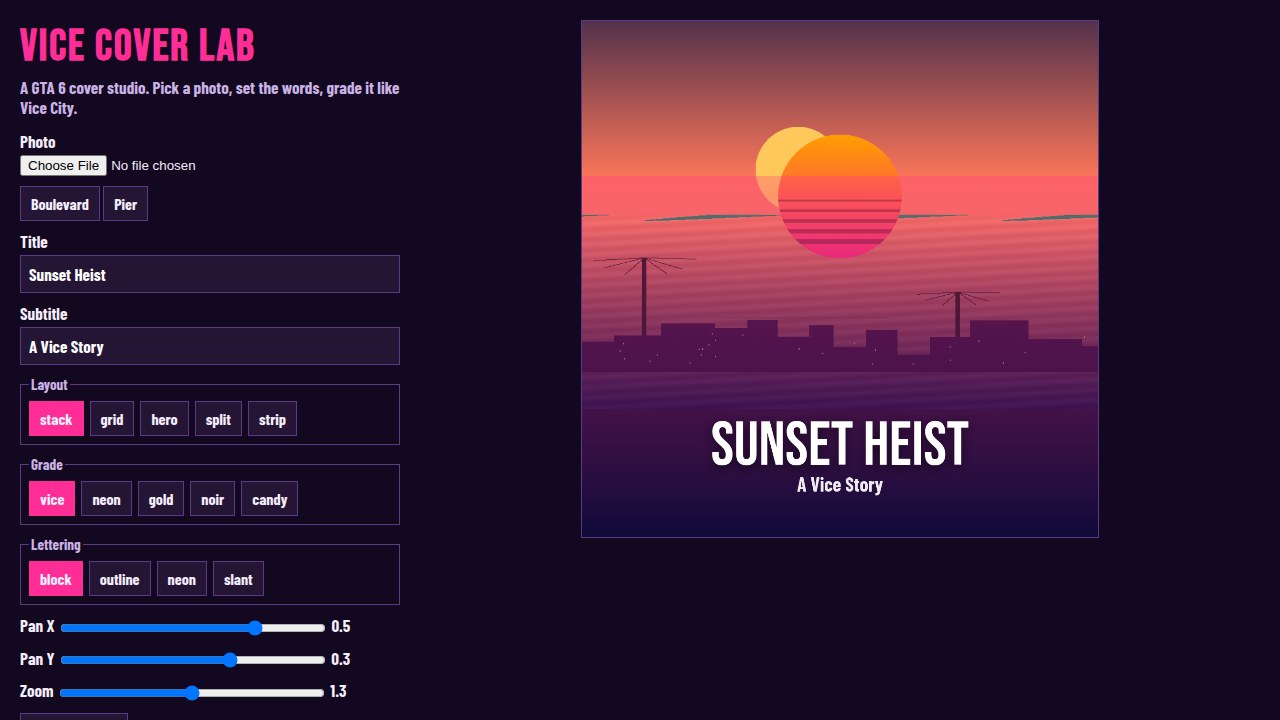 VICE COVER LAB
A GTA 6 cover studio. Pick a photo, set the words, grade it like
Vice City.
Photo
Choose File No file chosen
Boulevard Pier
Title
Sunset Heist
Subtitle
A Vice Story
Layout
stack grid hero split strip
Grade
vice neon gold noir candy
Lettering
block outline neon slant
Pan X 0.5
Pan Y 0.3
Zoom 1.3
SUNSET HEIST
A Vice Story